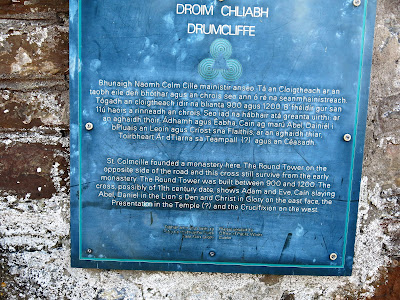 DROIM CHLIABH
DRUMCLIFFE
Bhunaigh Naomh Colm Cille mainistir anseo. Tá an Cloigtheach ar an
taobh eile den bhóthar agus an chrois seo ann ó ré na seanmhainistreach.
Tógadh an cloigtheach idir na blianta 900 agus 1200. B'fhéidir gur san
11ú haois a rinneadh an chrois. Seo iad na hábhair atá greanta uirthi: ar
an aghaidh thoir, Ádhamh agus Éabha, Cain ag marú Abel, Dainial i
bPluais an Leoin agus Críost sna Flaithis; ar an aghaidh thiar
Toirbheart Ár dTiarna sa Teampall (?) agus an Céasadh.
St. Colmcille founded a monastery here. The Round Tower on the
opposite side of the road and this cross still survive from the early
monastery. The Round Tower was built between 900 and 1200. The
cross, possibly of 11th century date, shows Adam and Eve, Cain slaying
Abel, Daniel in the Lion's Den and Christ in Glory on the east face, the
Presentation in the Temple (?) and the Crucifixion on the west.